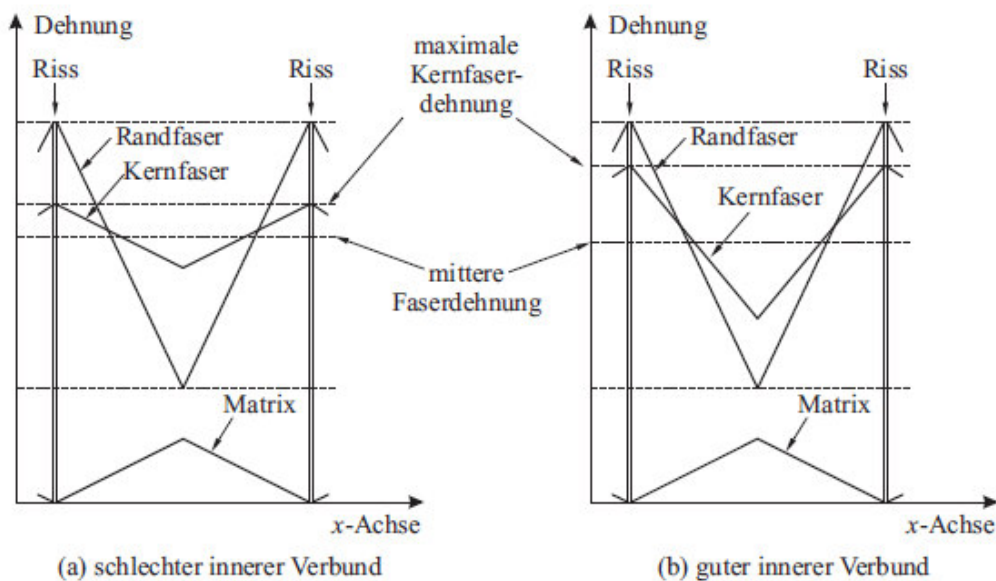 Dehnung
Riss
Riss
Randfaser
Kernfaser
Matrix
x-Achse
(a) schlechter innerer Verbund
maximale
Kernfaser-
dehnung
mittere
Faserdehnung
Dehnung
Riss
Riss
Randfaser
Kernfaser
Matrix
x-Achse
(b) guter innerer Verbund